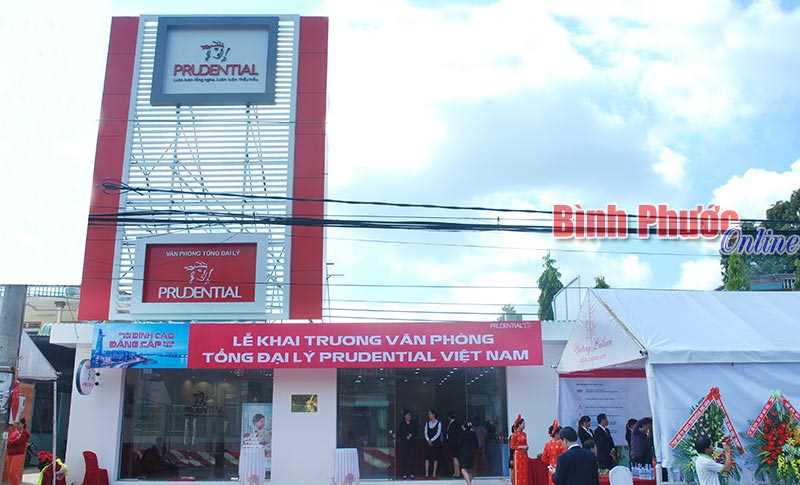 PRUDENTIAL
Luôn luôn lắng nghe. Luôn luôn thấu hiểu.
Bình Phước
Online
VĂN PHÒNG TỔNG ĐẠI LÝ
PRUDENTIAL
PRUDENTIAL
ĐỈNH CAO
ĐẲNG CẤP
LỄ KHAI TRƯƠNG VĂN PHÒNG
TỔNG ĐẠI LÝ PRUDENTIAL VIỆT NAM
PRUDENTIAL